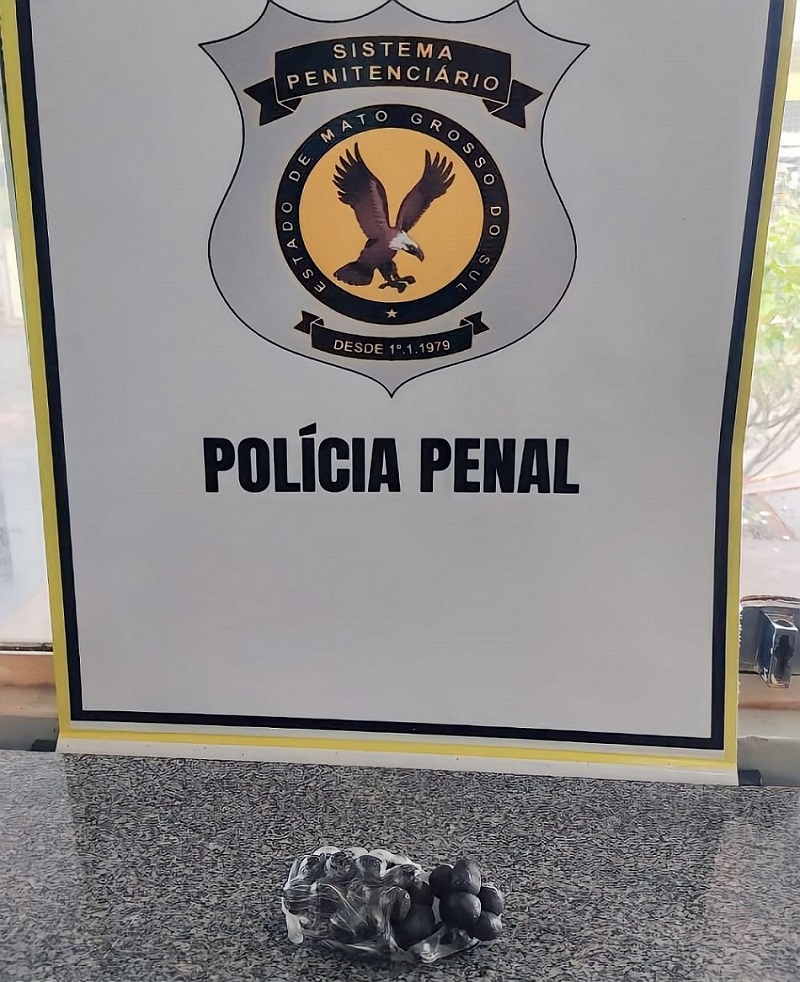 SISTEMA
PENITENCIÁRIO
ESTADO DE MATO GROSSO DO SUL
DESDE 1º.1.1979
POLÍCIA PENAL